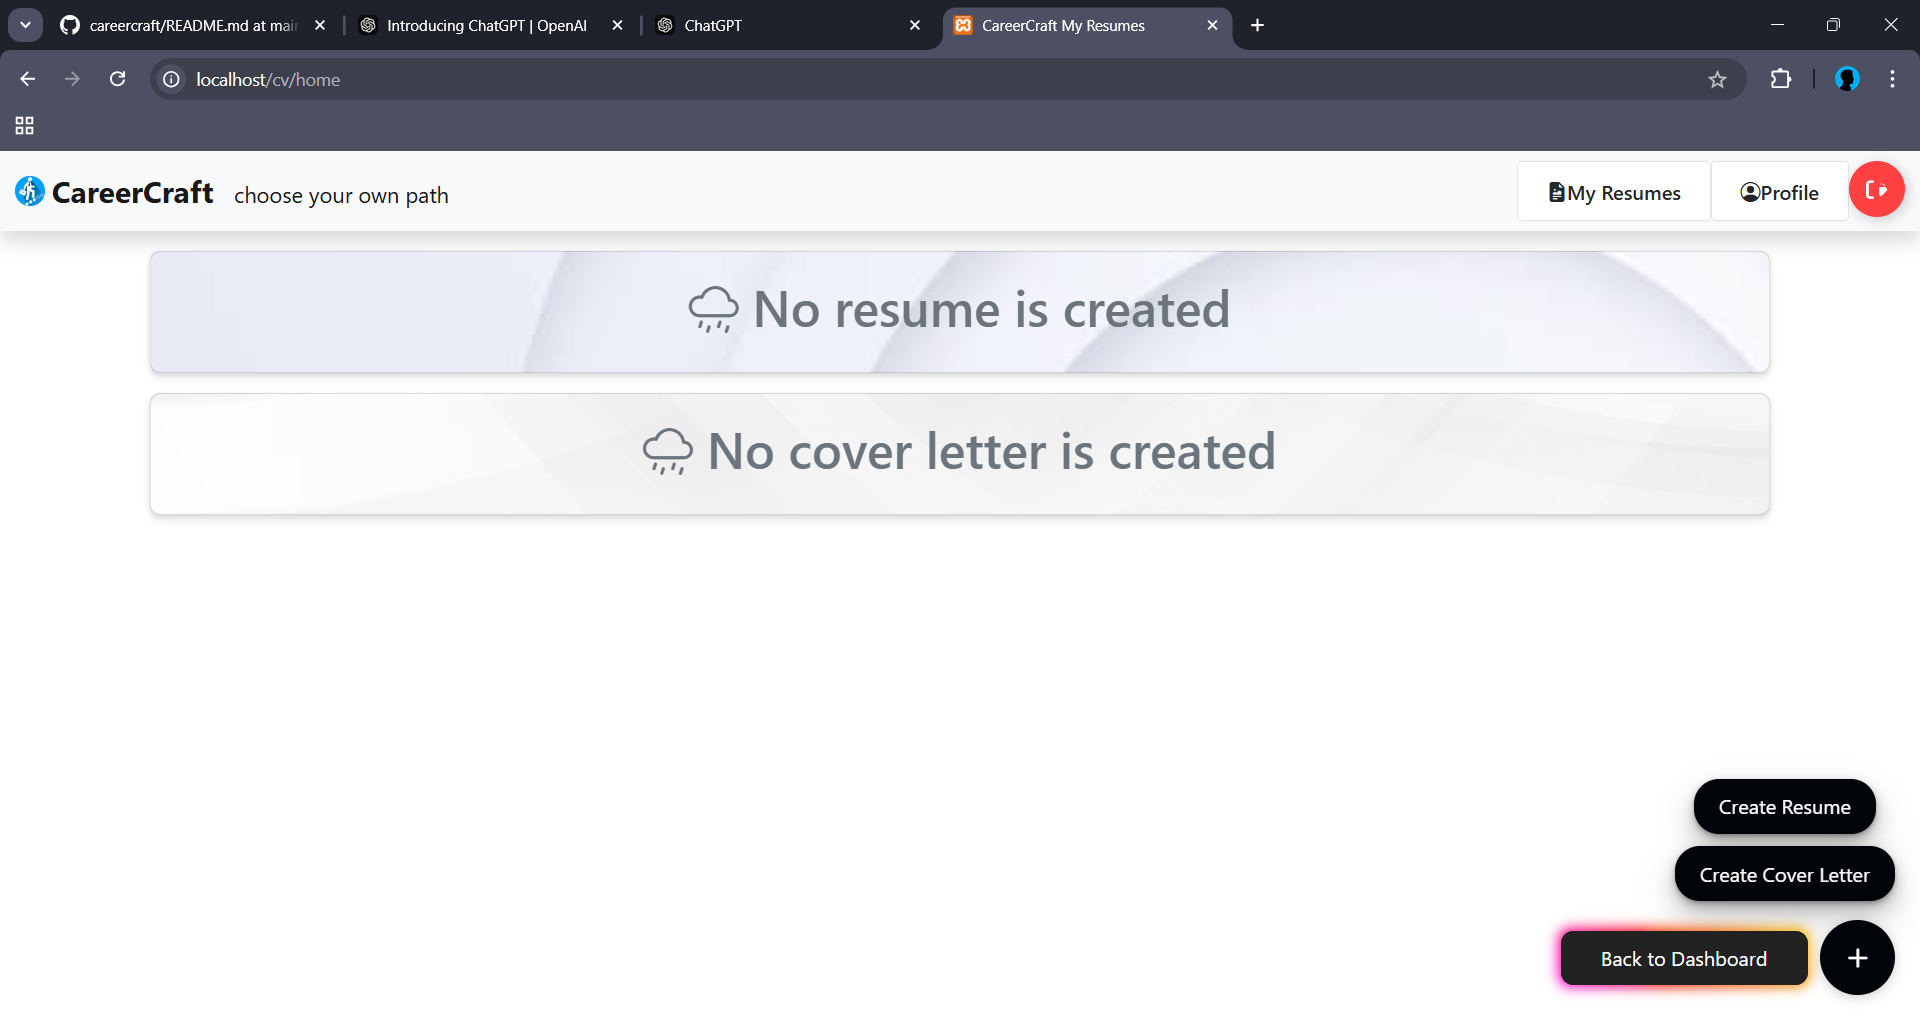 careercraft/README.md at mai
Introducing ChatGPT | OpenAI
ChatGPT
CareerCraft My Resumes
localhost/cv/home
CareerCraft choose your own path
My Resumes
Profile
No resume is created
No cover letter is created
Create Resume
Create Cover Letter
Back to Dashboard